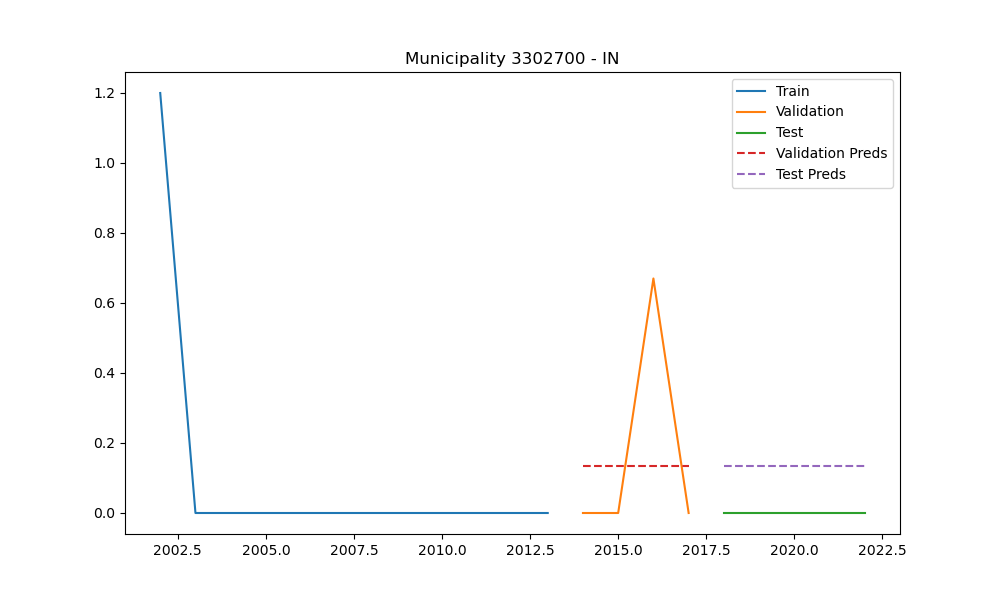 Municipality 3302700 - IN
Train
Validation
Test
Validation Preds
Test Preds
1.2
1.0
0.8
0.6
0.4
0.2
0.0
2002.5 2005.0 2007.5 2010.0 2012.5 2015.0 2017.5 2020.0 2022.5